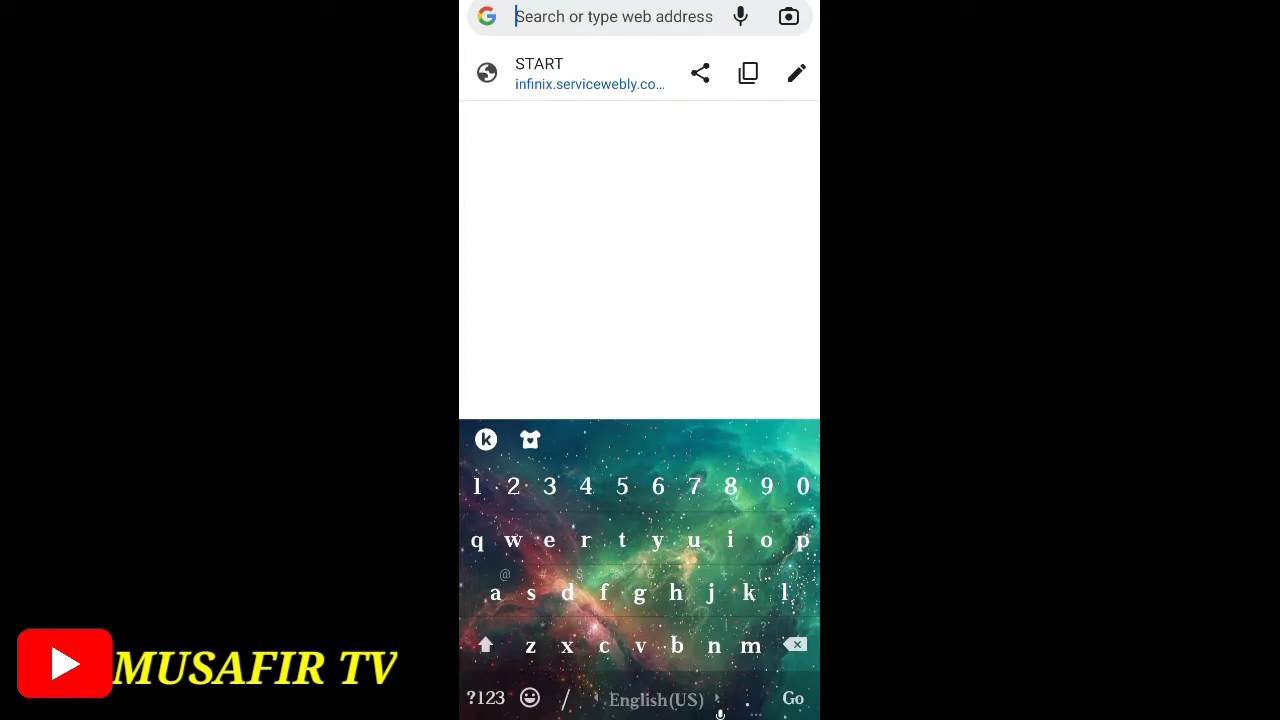 Search or type web address
START
infinix.servicewebly.co...
1 2 3 4 5 6 7 8 9 0
q w e r t y u i o p
@ # $ & + ( )
a s d f g h j k l
z x c v b n m
?123 / English(US) . Go
MUSAFIR TV